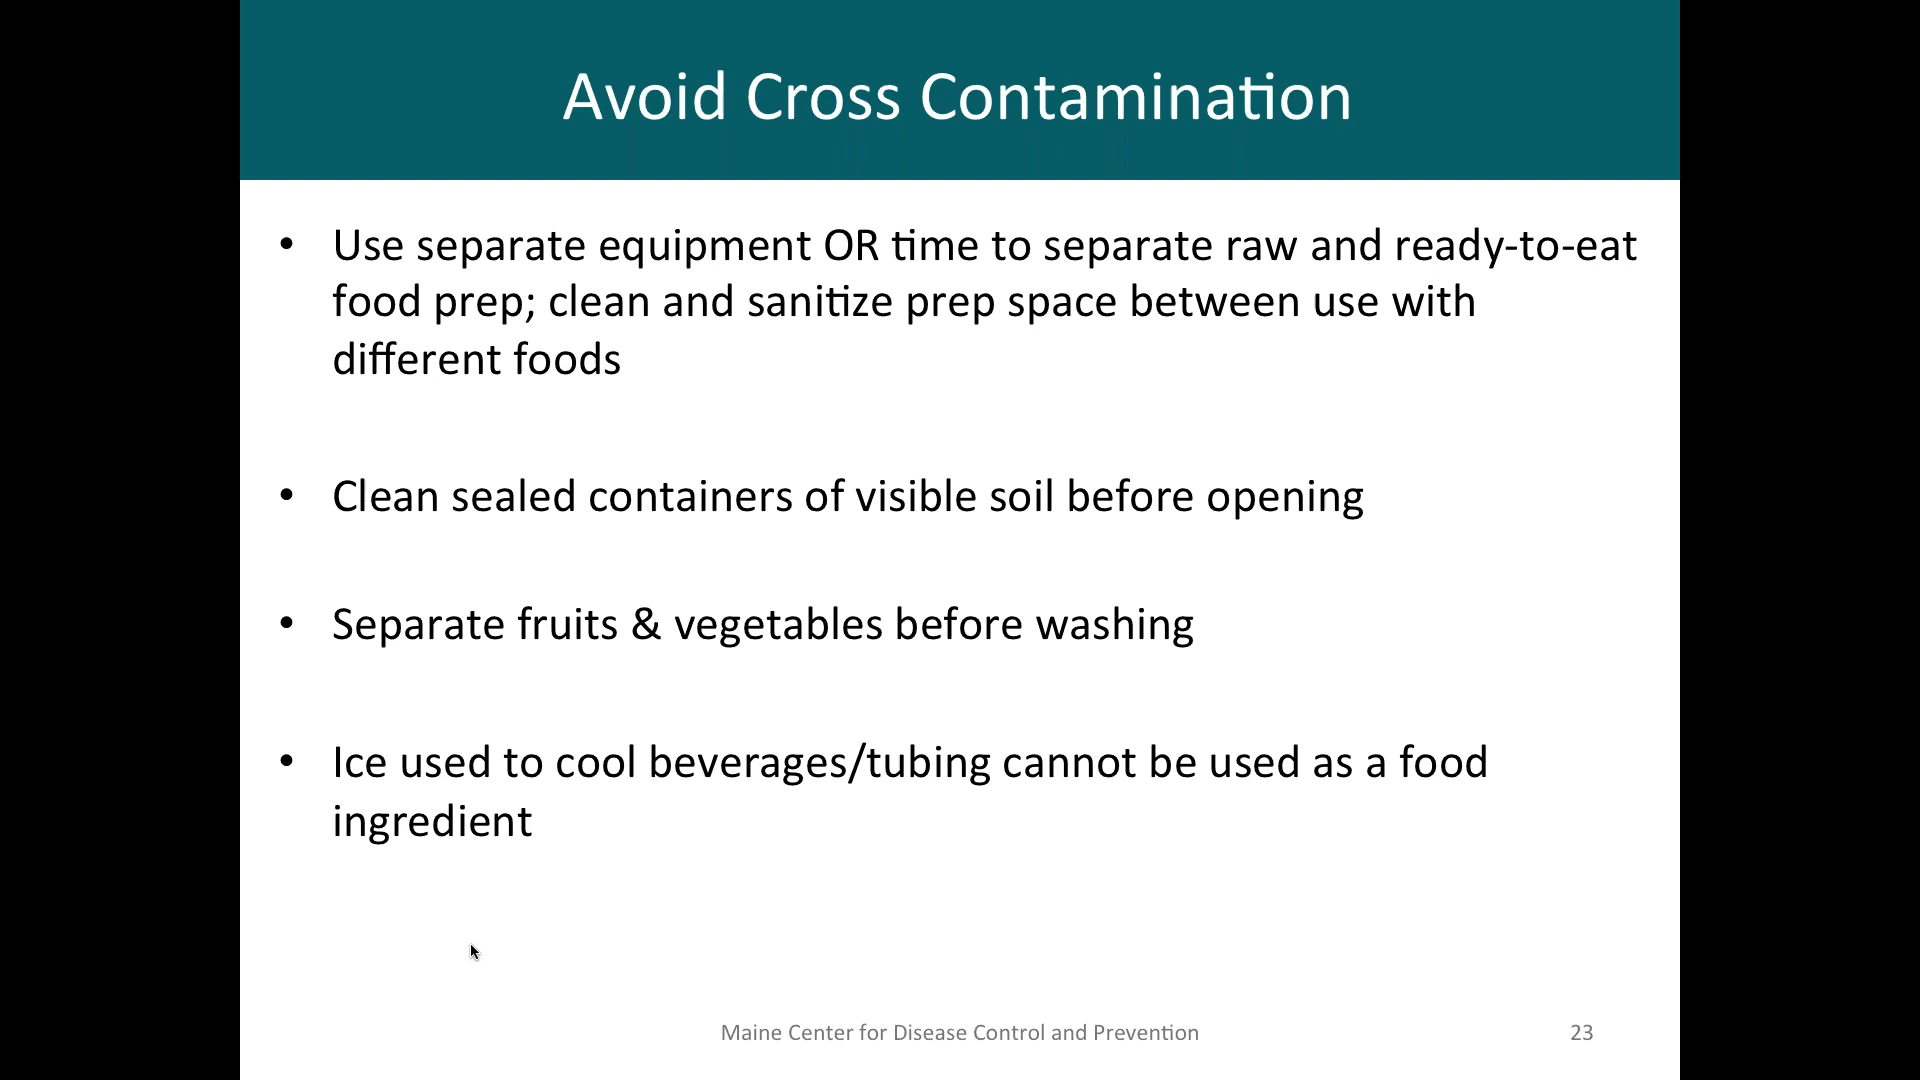 Avoid Cross Contamination
• Use separate equipment OR time to separate raw and ready-to-eat
food prep; clean and sanitize prep space between use with
different foods
• Clean sealed containers of visible soil before opening
• Separate fruits & vegetables before washing
• Ice used to cool beverages/tubing cannot be used as a food
ingredient
Maine Center for Disease Control and Prevention
23